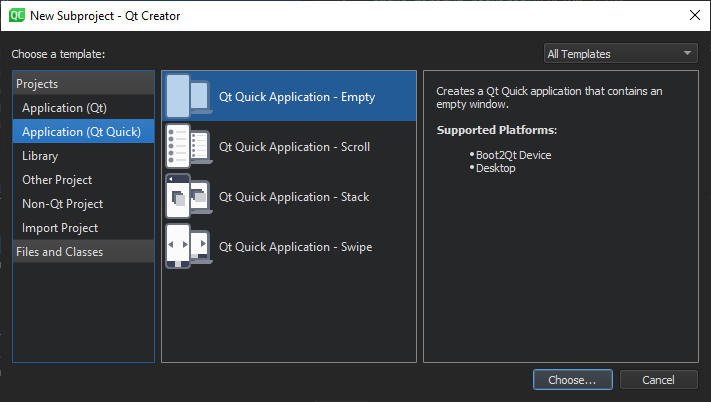 QC New Subproject - Qt Creator
Choose a template:
All Templates
Projects
Application (Qt)
Application (Qt Quick)
Library
Other Project
Non-Qt Project
Import Project
Files and Classes
Qt Quick Application - Empty
Qt Quick Application - Scroll
Qt Quick Application - Stack
Qt Quick Application - Swipe
Creates a Qt Quick application that contains an
empty window.
Supported Platforms:
• Boot2Qt Device
• Desktop
Choose...
Cancel